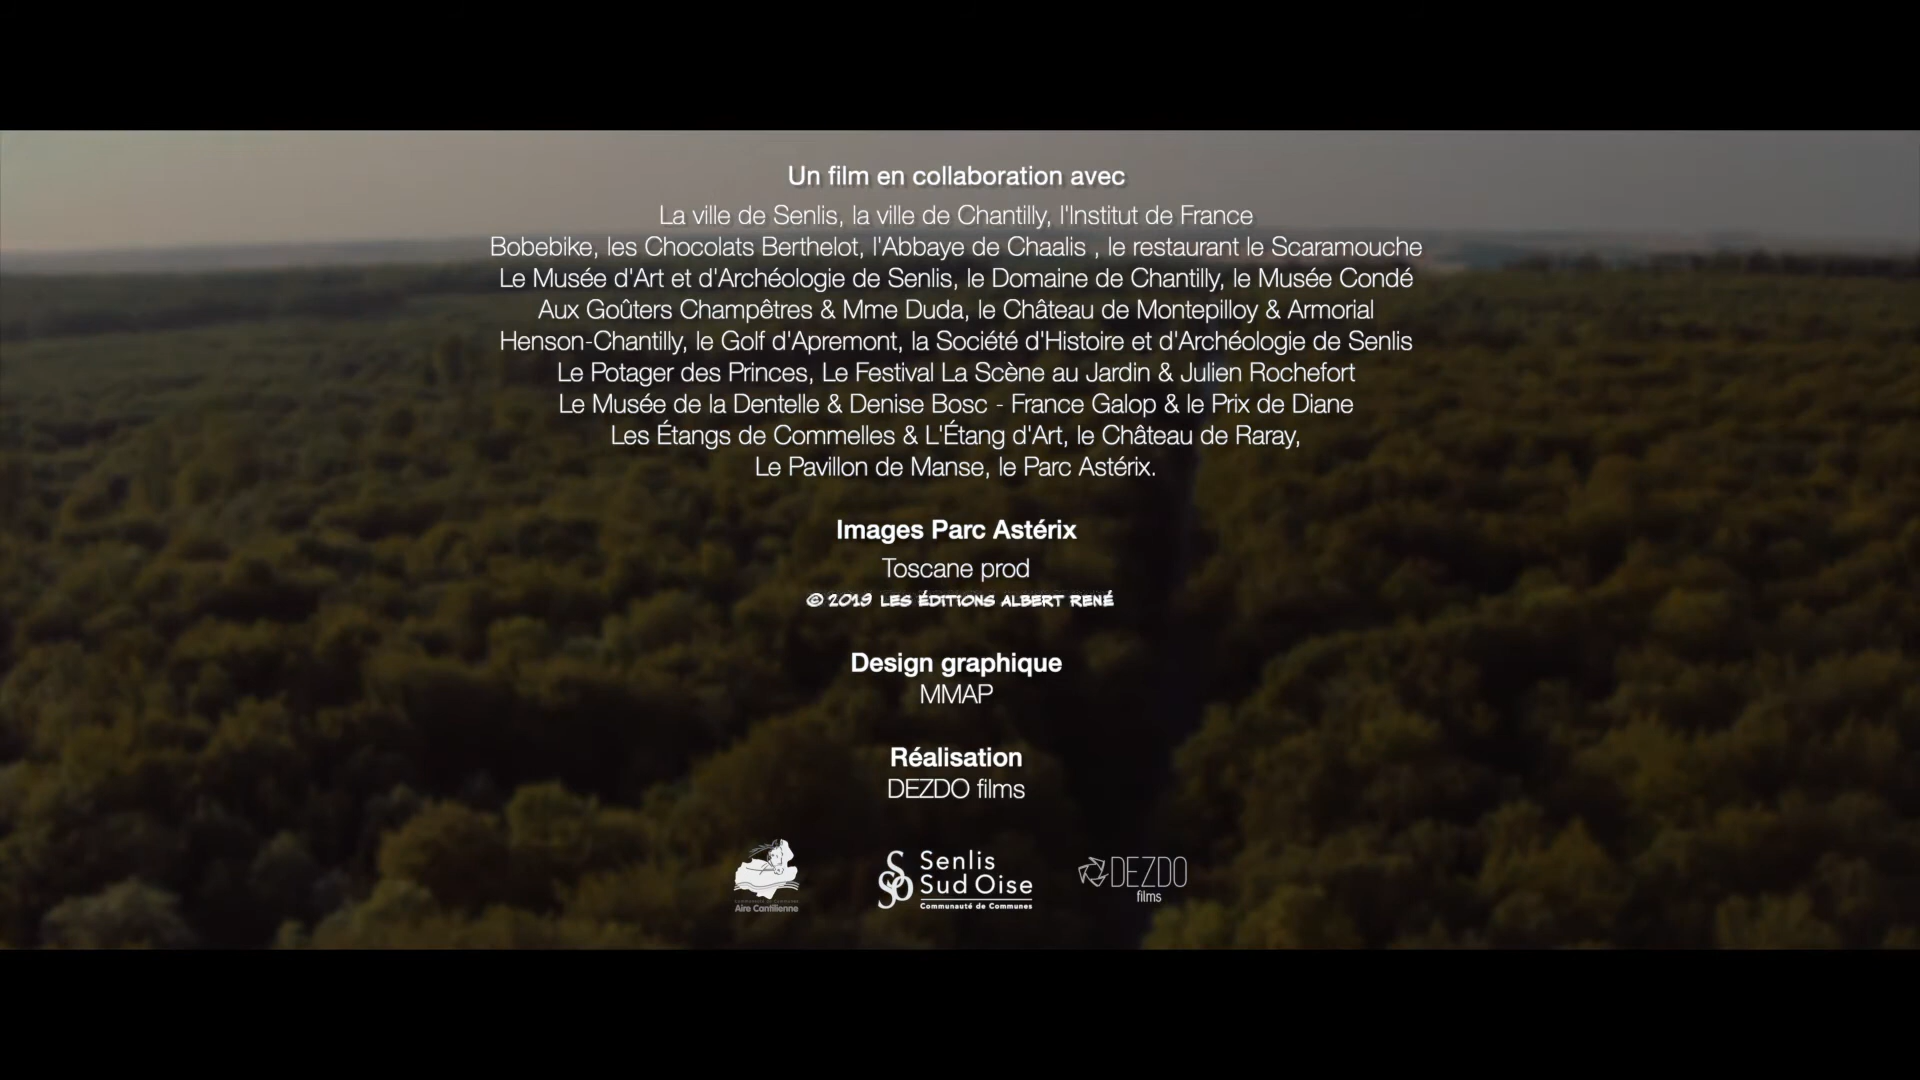 Un film en collaboration avec
La ville de Senlis, la ville de Chantilly, l'Institut de France
Bobebike, les Chocolats Berthelot, l'Abbaye de Chaalis , le restaurant le Scaramouche
Le Musée d'Art et d'Archéologie de Senlis, le Domaine de Chantilly, le Musée Condé
Aux Goûters Champêtres & Mme Duda, le Château de Montepilloy & Armorial
Henson-Chantilly, le Golf d'Apremont, la Société d'Histoire et d'Archéologie de Senlis
Le Potager des Princes, Le Festival La Scène au Jardin & Julien Rochefort
Le Musée de la Dentelle & Denise Bosc - France Galop & le Prix de Diane
Les Étangs de Commelles & L'Étang d'Art, le Château de Raray,
Le Pavillon de Manse, le Parc Astérix.
Images Parc Astérix
Toscane prod
© 2019 LES ÉDITIONS ALBERT RENÉ
Design graphique
MMAP
Réalisation
DEZDO films
Communauté de Communes
Aire Cantilienne
SSO
Senlis
Sud Oise
Communauté de Communes
DEZDO
films